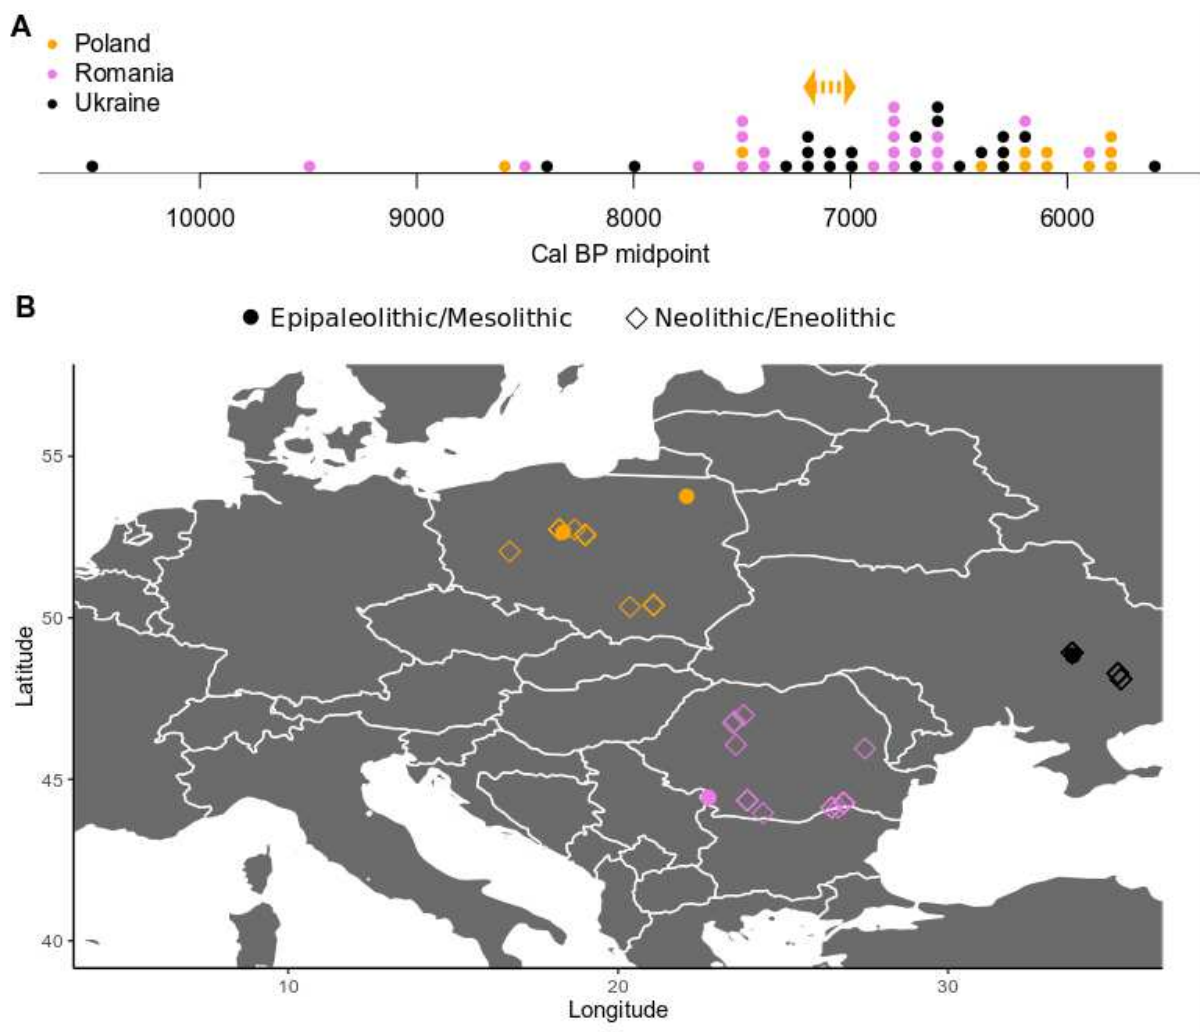 A
Poland
Romania
Ukraine
10000 9000 8000 7000 6000
Cal BP midpoint
B
Epipaleolithic/Mesolithic Neolithic/Eneolithic
55
50
45
40
Latitude
10 20 30
Longitude